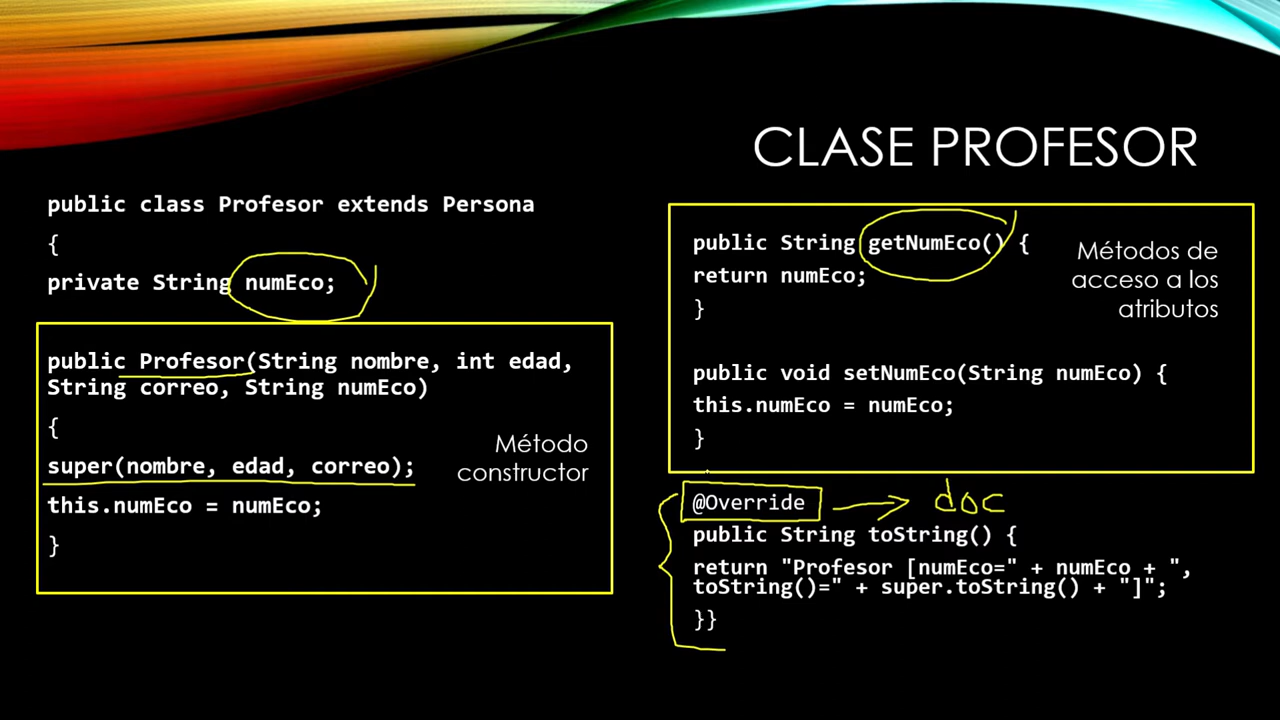 CLASE PROFESOR
public class Profesor extends Persona
{
private String numEco;
public Profesor(String nombre, int edad,
String correo, String numEco)
{
super(nombre, edad, correo);
this.numEco = numEco;
}
Método
constructor
public String getNumEco() {
return numEco;
}
Métodos de
acceso a los
atributos
public void setNumEco(String numEco) {
this.numEco = numEco;
}
@Override
doc
public String toString() {
return "Profesor [numEco=" + numEco + ",
toString()=" + super.toString() + "]";
}}